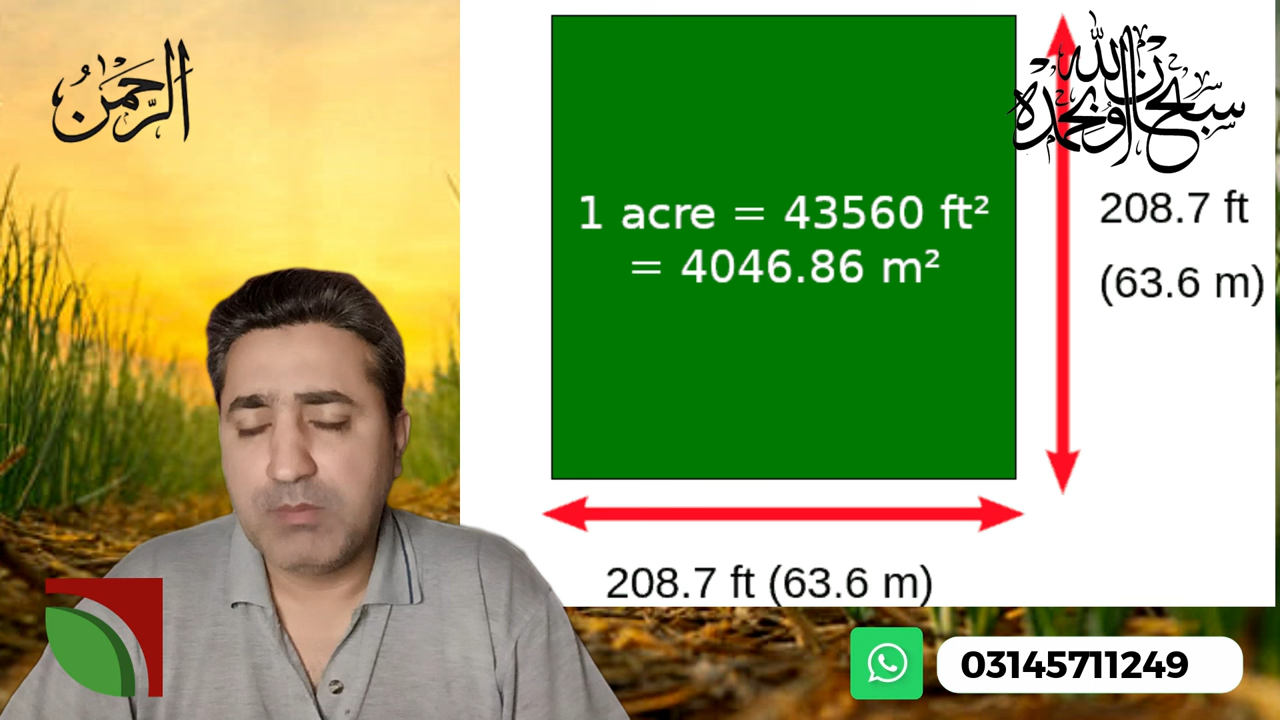 الرَّحْمَنُ
سبحان الله وبحمده
1 acre = 43560 ft²
= 4046.86 m²
208.7 ft
(63.6 m)
208.7 ft (63.6 m)
03145711249